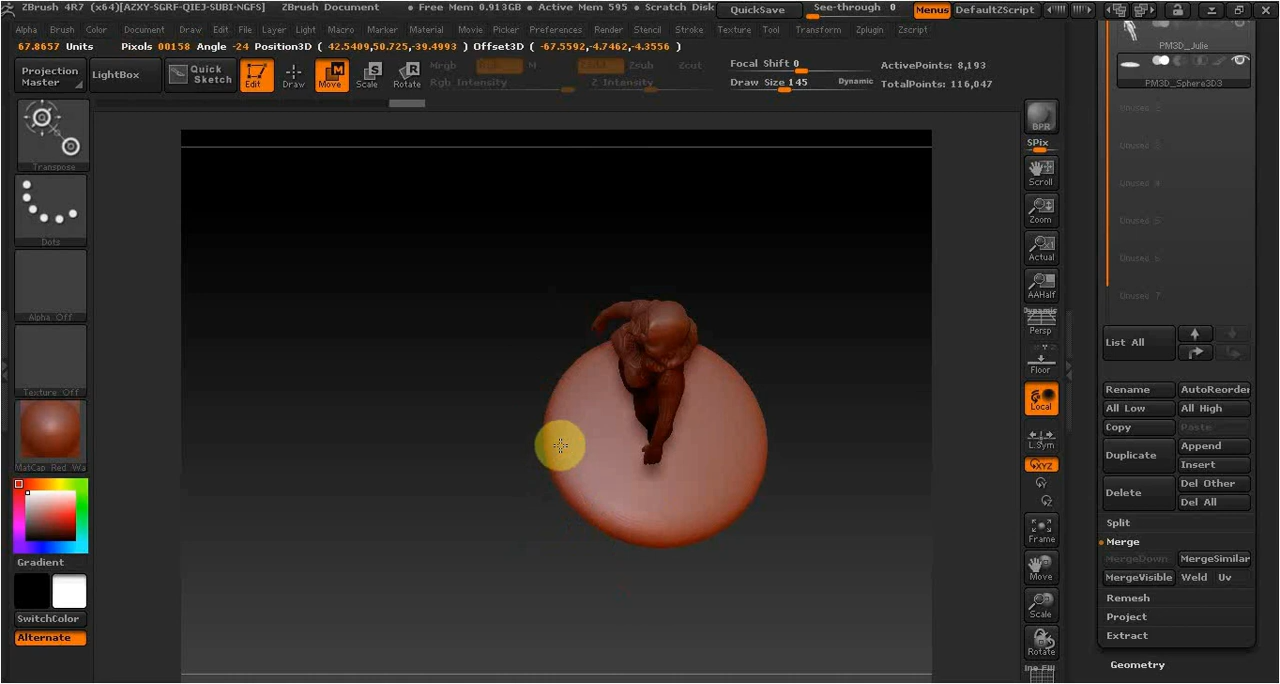 ZBrush 4R7 (x64)[AZXY-SGRF-QIEJ-SUBI-NGFS] ZBrush Document • Free Mem 0.913GB • Active Mem 595 • Scratch Disk QuickSave See-through 0 Menus DefaultZScript
Alpha Brush Color Document Draw Edit File Layer Light Macro Marker Material Movie Picker Preferences Render Stencil Stroke Texture Tool Transform Zplugin Zscript
67.8657 Units Pixols 00158 Angle -24 Position3D ( 42.5409,50.725,-39.4993 ) Offset3D ( -67.5592,-4.7462,-4.3556 )
Projection Master
LightBox
Quick Sketch
Edit Draw Move Scale Rotate
Mrgb M Zsub Zcut
Rgb Intensity Z Intensity
Focal Shift 0
Draw Size 145 Dynamic
ActivePoints: 8,193
TotalPoints: 116,047
Transpose
Dots
Alpha Off
Texture Off
MatCap Red Wa
Gradient
SwitchColor
Alternate
BPR
SPix
Scroll
Zoom
Actual
AAHalf
Dynamic
Persp
Floor
Local
L.Sym
XYZ
Frame
Move
Scale
Rotate
Line Fill
PM3D_Julie
PM3D_Sphere3D3
Unused 2
Unused 3
Unused 4
Unused 5
Unused 6
Unused 7
List All
Rename AutoReorder
All Low All High
Copy Paste
Duplicate Append
Insert
Delete Del Other
Del All
Split
Merge
MergeDown MergeSimilar
MergeVisible Weld Uv
Remesh
Project
Extract
Geometry